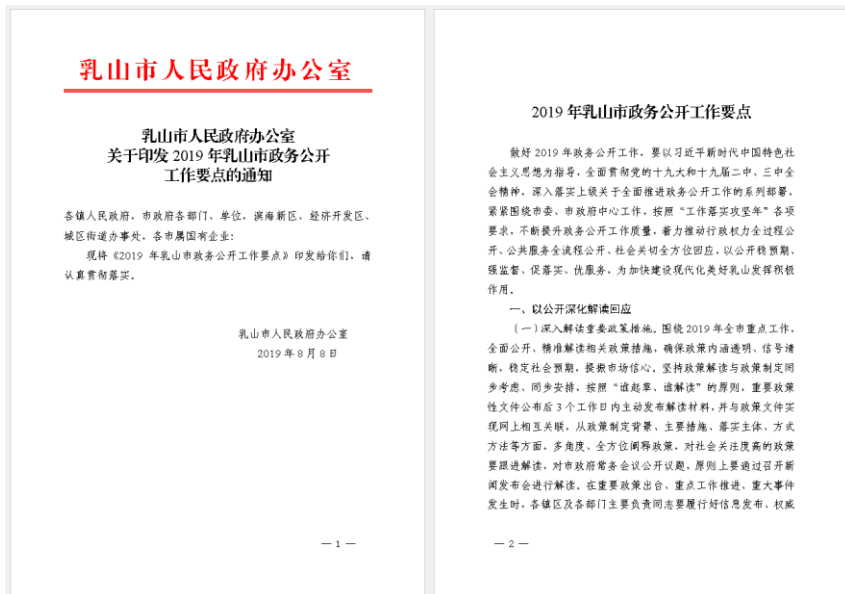 乳山市人民政府办公室
乳山市人民政府办公室
关于印发 2019 年乳山市政务公开
工作要点的通知
各镇人民政府，市政府各部门、单位，滨海新区、经济开发区、
城区街道办事处，各市属国有企业：
现将《2019 年乳山市政务公开工作要点》印发给你们，请
认真贯彻落实。
乳山市人民政府办公室
2019 年 8 月 8 日
— 1 —
2019 年乳山市政务公开工作要点
做好 2019 年政务公开工作，要以习近平新时代中国特色社
会主义思想为指导，全面贯彻党的十九大和十九届二中、三中全
会精神，深入落实上级关于全面推进政务公开工作的系列部署，
紧紧围绕市委、市政府中心工作，按照“工作落实攻坚年”各项
要求，不断提升政务公开工作质量，着力推动行政权力全过程公
开、公共服务全流程公开、社会关切全方位回应，以公开稳预期、
强监督、促落实、优服务，为加快建设现代化美好乳山发挥积极
作用。
一、以公开深化解读回应
（一）深入解读重要政策措施。围绕 2019 年全市重点工作，
全面公开、精准解读相关政策措施，确保政策内涵透明、信号清
晰，稳定社会预期，提振市场信心。坚持政策解读与政策制定同
步考虑、同步安排，按照“谁起草、谁解读”的原则，重要政策
性文件公布后 3 个工作日内主动发布解读材料，并与政策文件实
现网上相互关联，从政策制定背景、主要措施、落实主体、方式
方法等方面，多角度、全方位阐释政策，对社会关注度高的政策
要跟进解读，对市政府常务会议公开议题，原则上要通过召开新
闻发布会进行解读。在重要政策出台、重点工作推进、重大事件
发生时，各镇区及各部门主要负责同志要履行好信息发布、权威
— 2 —